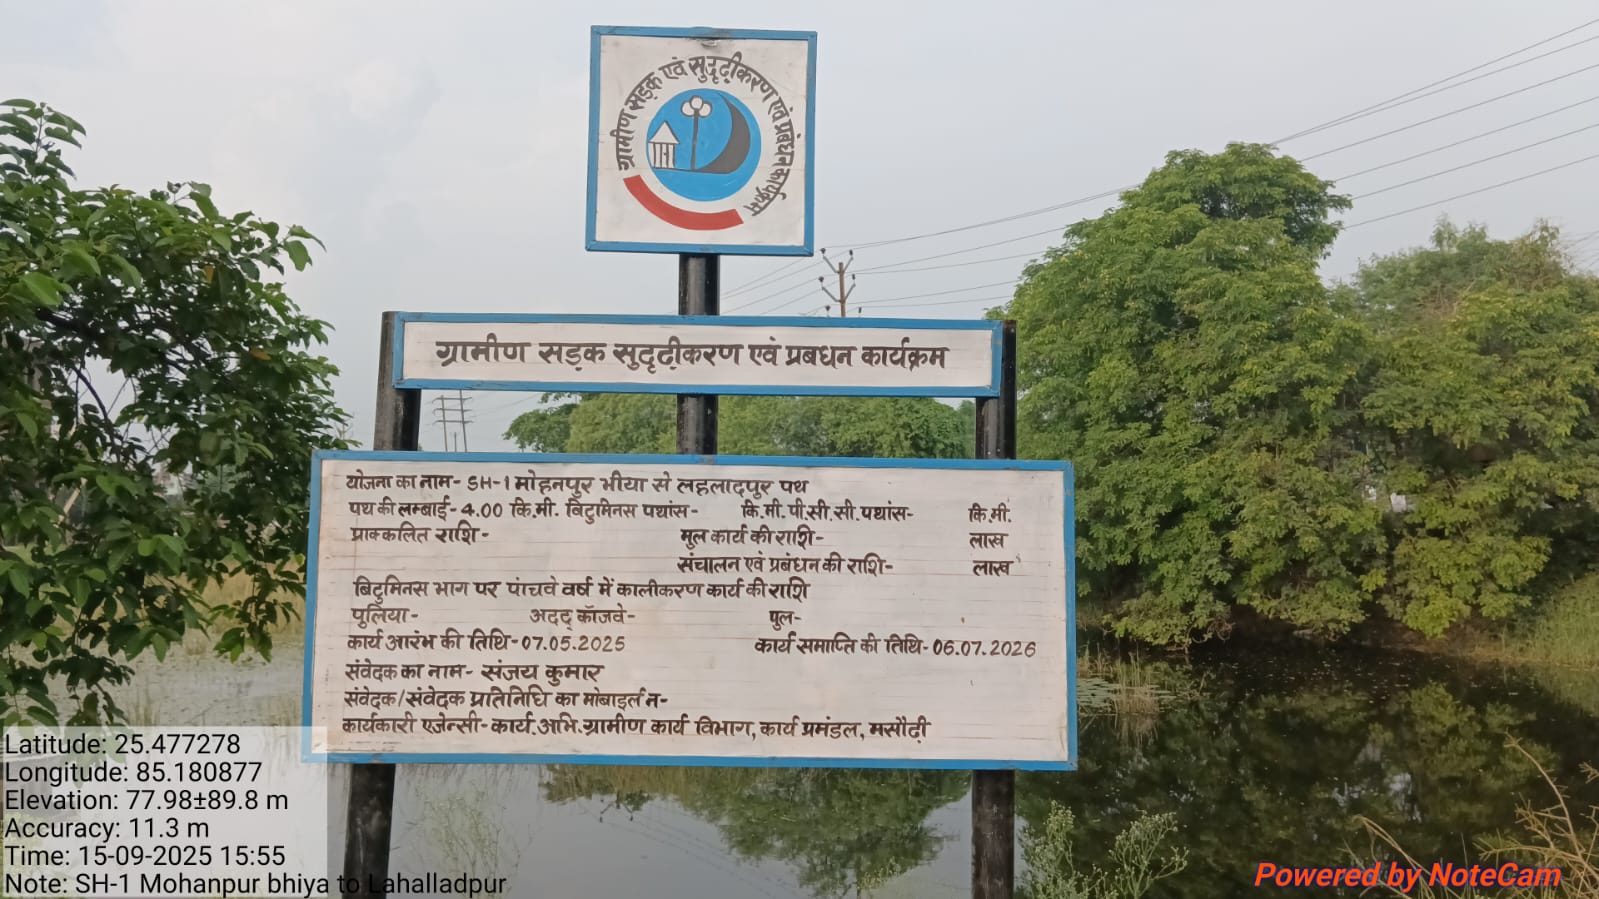 ग्रामीण सड़क एवं सुदृढ़ीकरण एवं प्रबंधन कार्यक्रम
ग्रामीण सड़क सुदृढ़ीकरण एवं प्रबधन कार्यक्रम
योजना का नाम- SH-1 मोहनपुर भीया से लहलादपुर पथ
पथ की लम्बाई- 4.00 कि.मी. बिटुमिनस पथांस- कि.मी. पी.सी.सी. पथांस- कि.मी.
प्राक्कलित राशि- मुल कार्य की राशि- लाख
संचालन एवं प्रबंधन की राशि- लाख
बिटुमिनस भाग पर पांचवे वर्ष में कालीकरण कार्य की राशि
पुलिया- अदद् कॉजवे- पुल-
कार्य आरंभ की तिथि- 07.05.2025 कार्य समाप्ति की तिथि- 06.07.2026
संवेदक का नाम- संजय कुमार
संवेदक/संवेदक प्रतिनिधि का मोबाईल न-
कार्यकारी एजेन्सी- कार्य.अभि.ग्रामीण कार्य विभाग, कार्य प्रमंडल, मसौढ़ी
Latitude: 25.477278
Longitude: 85.180877
Elevation: 77.98±89.8 m
Accuracy: 11.3 m
Time: 15-09-2025 15:55
Note: SH-1 Mohanpur bhiya to Lahalladpur
Powered by NoteCam